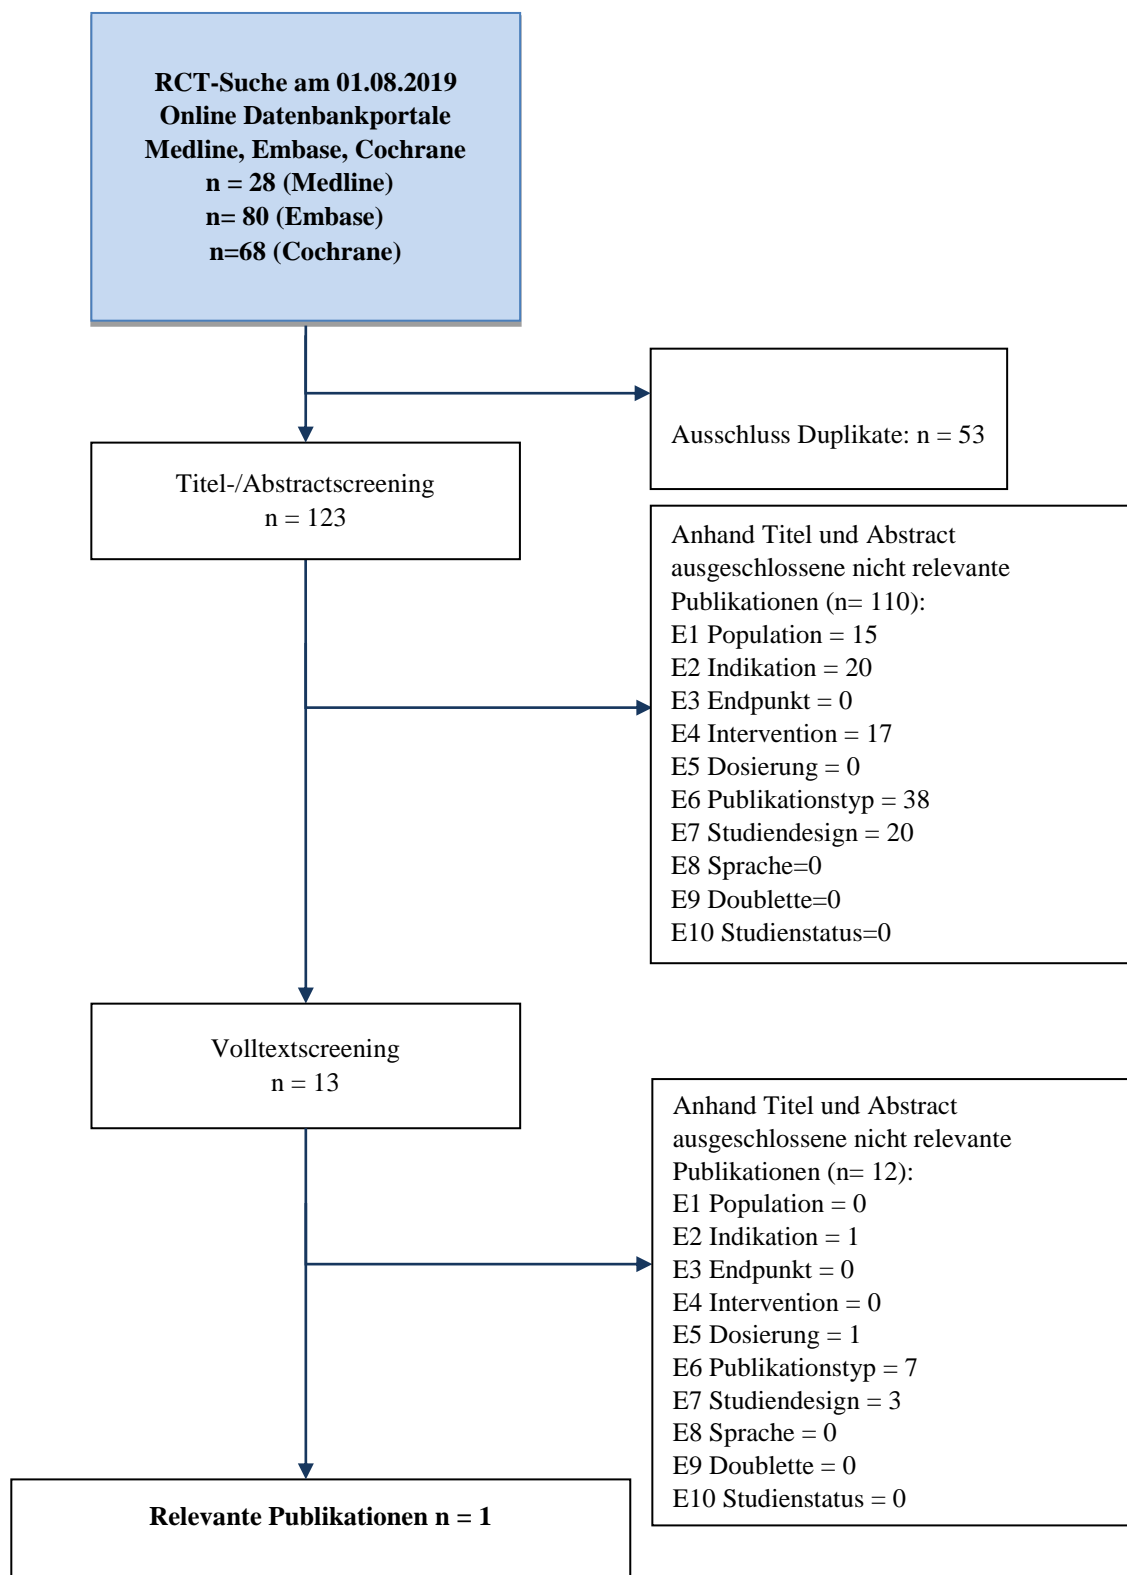 RCT-Suche am 01.08.2019
Online Datenbankportale
Medline, Embase, Cochrane
n = 28 (Medline)
n= 80 (Embase)
n=68 (Cochrane)
Ausschluss Duplikate: n = 53
Titel-/Abstractscreening
n = 123
Anhand Titel und Abstract
ausgeschlossene nicht relevante
Publikationen (n= 110):
E1 Population = 15
E2 Indikation = 20
E3 Endpunkt = 0
E4 Intervention = 17
E5 Dosierung = 0
E6 Publikationstyp = 38
E7 Studiendesign = 20
E8 Sprache=0
E9 Doublette=0
E10 Studienstatus=0
Volltextscreening
n = 13
Anhand Titel und Abstract
ausgeschlossene nicht relevante
Publikationen (n= 12):
E1 Population = 0
E2 Indikation = 1
E3 Endpunkt = 0
E4 Intervention = 0
E5 Dosierung = 1
E6 Publikationstyp = 7
E7 Studiendesign = 3
E8 Sprache = 0
E9 Doublette = 0
E10 Studienstatus = 0
Relevante Publikationen n = 1